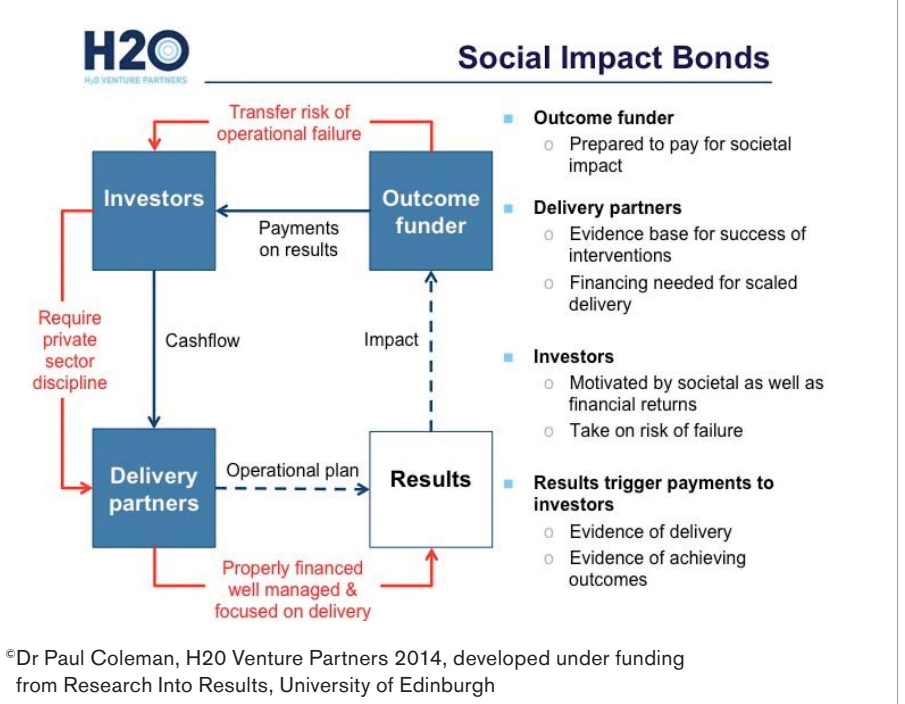 H2O
H₂O VENTURE PARTNERS
Social Impact Bonds
Transfer risk of
operational failure
Investors
Outcome
funder
Payments
on results
Require
private
sector
discipline
Cashflow
Impact
Delivery
partners
Operational plan
Results
Properly financed
well managed &
focused on delivery
Outcome funder
o Prepared to pay for societal
impact
Delivery partners
o Evidence base for success of
interventions
o Financing needed for scaled
delivery
Investors
o Motivated by societal as well as
financial returns
o Take on risk of failure
Results trigger payments to
investors
o Evidence of delivery
o Evidence of achieving
outcomes
©Dr Paul Coleman, H20 Venture Partners 2014, developed under funding
from Research Into Results, University of Edinburgh